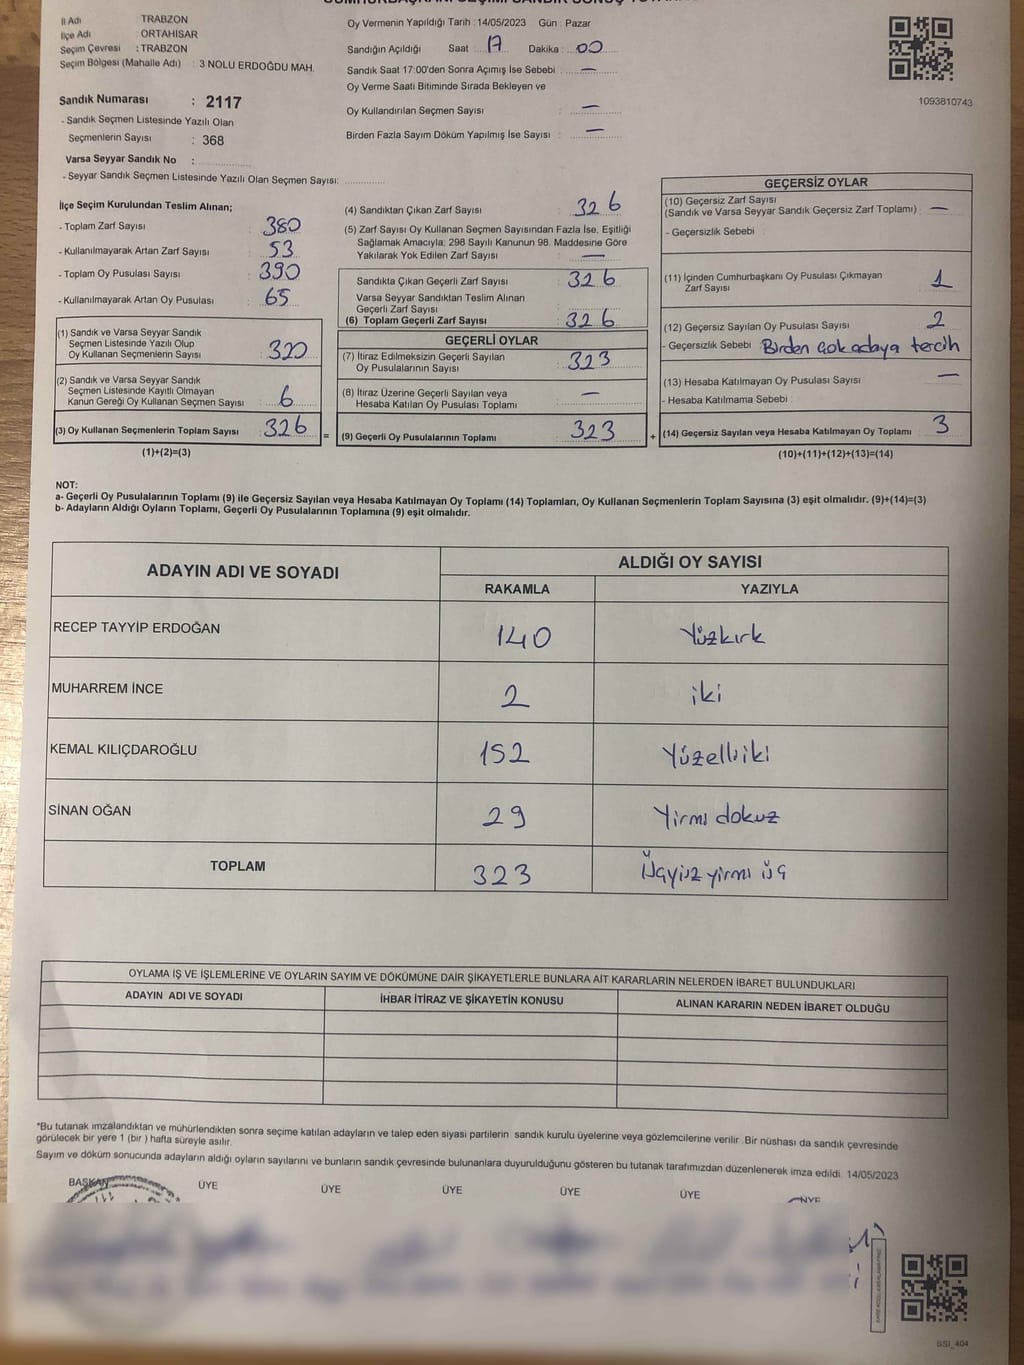 İl Adı TRABZON
İlçe Adı : ORTAHİSAR
Seçim Çevresi : TRABZON
Seçim Bölgesi (Mahalle Adı) : 3 NOLU ERDOĞDU MAH.
Sandık Numarası : 2117
- Sandık Seçmen Listesinde Yazılı Olan
Seçmenlerin Sayısı : 368
Varsa Seyyar Sandık No :
- Seyyar Sandık Seçmen Listesinde Yazılı Olan Seçmen Sayısı:
Oy Vermenin Yapıldığı Tarih : 14/05/2023 Gün : Pazar
Sandığın Açıldığı Saat : 17 Dakika : 00
Sandık Saat 17:00'den Sonra Açımış İse Sebebi : —
Oy Verme Saati Bitiminde Sırada Bekleyen ve
Oy Kullandırılan Seçmen Sayısı : —
Birden Fazla Sayım Döküm Yapılmış İse Sayısı : —
1093810743
İlçe Seçim Kurulundan Teslim Alınan;
- Toplam Zarf Sayısı : 380
- Kullanılmayarak Artan Zarf Sayısı : 53
- Toplam Oy Pusulası Sayısı : 390
- Kullanılmayarak Artan Oy Pusulası : 65
(1) Sandık ve Varsa Seyyar Sandık
Seçmen Listesinde Yazılı Olup
Oy Kullanan Seçmenlerin Sayısı : 320
(2) Sandık ve Varsa Seyyar Sandık
Seçmen Listesinde Kayıtlı Olmayan
Kanun Gereği Oy Kullanan Seçmen Sayısı : 6
(3) Oy Kullanan Seçmenlerin Toplam Sayısı : 326 =
(1)+(2)=(3)
(4) Sandıktan Çıkan Zarf Sayısı : 326
(5) Zarf Sayısı Oy Kullanan Seçmen Sayısından Fazla İse, Eşitliği
Sağlamak Amacıyla; 298 Sayılı Kanunun 98. Maddesine Göre
Yakılarak Yok Edilen Zarf Sayısı : —
Sandıkta Çıkan Geçerli Zarf Sayısı : 326
Varsa Seyyar Sandıktan Teslim Alınan
Geçerli Zarf Sayısı :
(6) Toplam Geçerli Zarf Sayısı : 326
GEÇERLİ OYLAR
(7) İtiraz Edilmeksizin Geçerli Sayılan
Oy Pusulalarının Sayısı : 323
(8) İtiraz Üzerine Geçerli Sayılan veya
Hesaba Katılan Oy Pusulası Toplamı : —
(9) Geçerli Oy Pusulalarının Toplamı : 323 +
GEÇERSİZ OYLAR
(10) Geçersiz Zarf Sayısı
(Sandık ve Varsa Seyyar Sandık Geçersiz Zarf Toplamı) : —
- Geçersizlik Sebebi :
(11) İçinden Cumhurbaşkanı Oy Pusulası Çıkmayan
Zarf Sayısı : 1
(12) Geçersiz Sayılan Oy Pusulası Sayısı : 2
- Geçersizlik Sebebi : Birden çok adaya tercih
(13) Hesaba Katılmayan Oy Pusulası Sayısı : —
- Hesaba Katılmama Sebebi :
(14) Geçersiz Sayılan veya Hesaba Katılmayan Oy Toplamı : 3
(10)+(11)+(12)+(13)=(14)
NOT:
a- Geçerli Oy Pusulalarının Toplamı (9) ile Geçersiz Sayılan veya Hesaba Katılmayan Oy Toplamı (14) Toplamları, Oy Kullanan Seçmenlerin Toplam Sayısına (3) eşit olmalıdır. (9)+(14)=(3)
b- Adayların Aldığı Oyların Toplamı, Geçerli Oy Pusulalarının Toplamına (9) eşit olmalıdır.
ADAYIN ADI VE SOYADI ALDIĞI OY SAYISI
RAKAMLA YAZIYLA
RECEP TAYYİP ERDOĞAN 140 Yüzkırk
MUHARREM İNCE 2 iki
KEMAL KILIÇDAROĞLU 152 Yüzelliiki
SİNAN OĞAN 29 Yirmi dokuz
TOPLAM 323 Üçyüz yirmi üç
OYLAMA İŞ VE İŞLEMLERİNE VE OYLARIN SAYIM VE DÖKÜMÜNE DAİR ŞİKAYETLERLE BUNLARA AİT KARARLARIN NELERDEN İBARET BULUNDUKLARI
ADAYIN ADI VE SOYADI İHBAR İTİRAZ VE ŞİKAYETİN KONUSU ALINAN KARARIN NEDEN İBARET OLDUĞU
*Bu tutanak imzalandıktan ve mühürlendikten sonra seçime katılan adayların ve talep eden siyasi partilerin sandık kurulu üyelerine veya gözlemcilerine verilir .Bir nüshası da sandık çevresinde
görülecek bir yere 1 (bir ) hafta süreyle asılır.
Sayım ve döküm sonucunda adayların aldığı oyların sayılarını ve bunların sandık çevresinde bulunanlara duyurulduğunu gösteren bu tutanak tarafımızdan düzenlenerek imza edildi. 14/05/2023
BAŞKAN ÜYE ÜYE ÜYE ÜYE ÜYE
SSİ_404